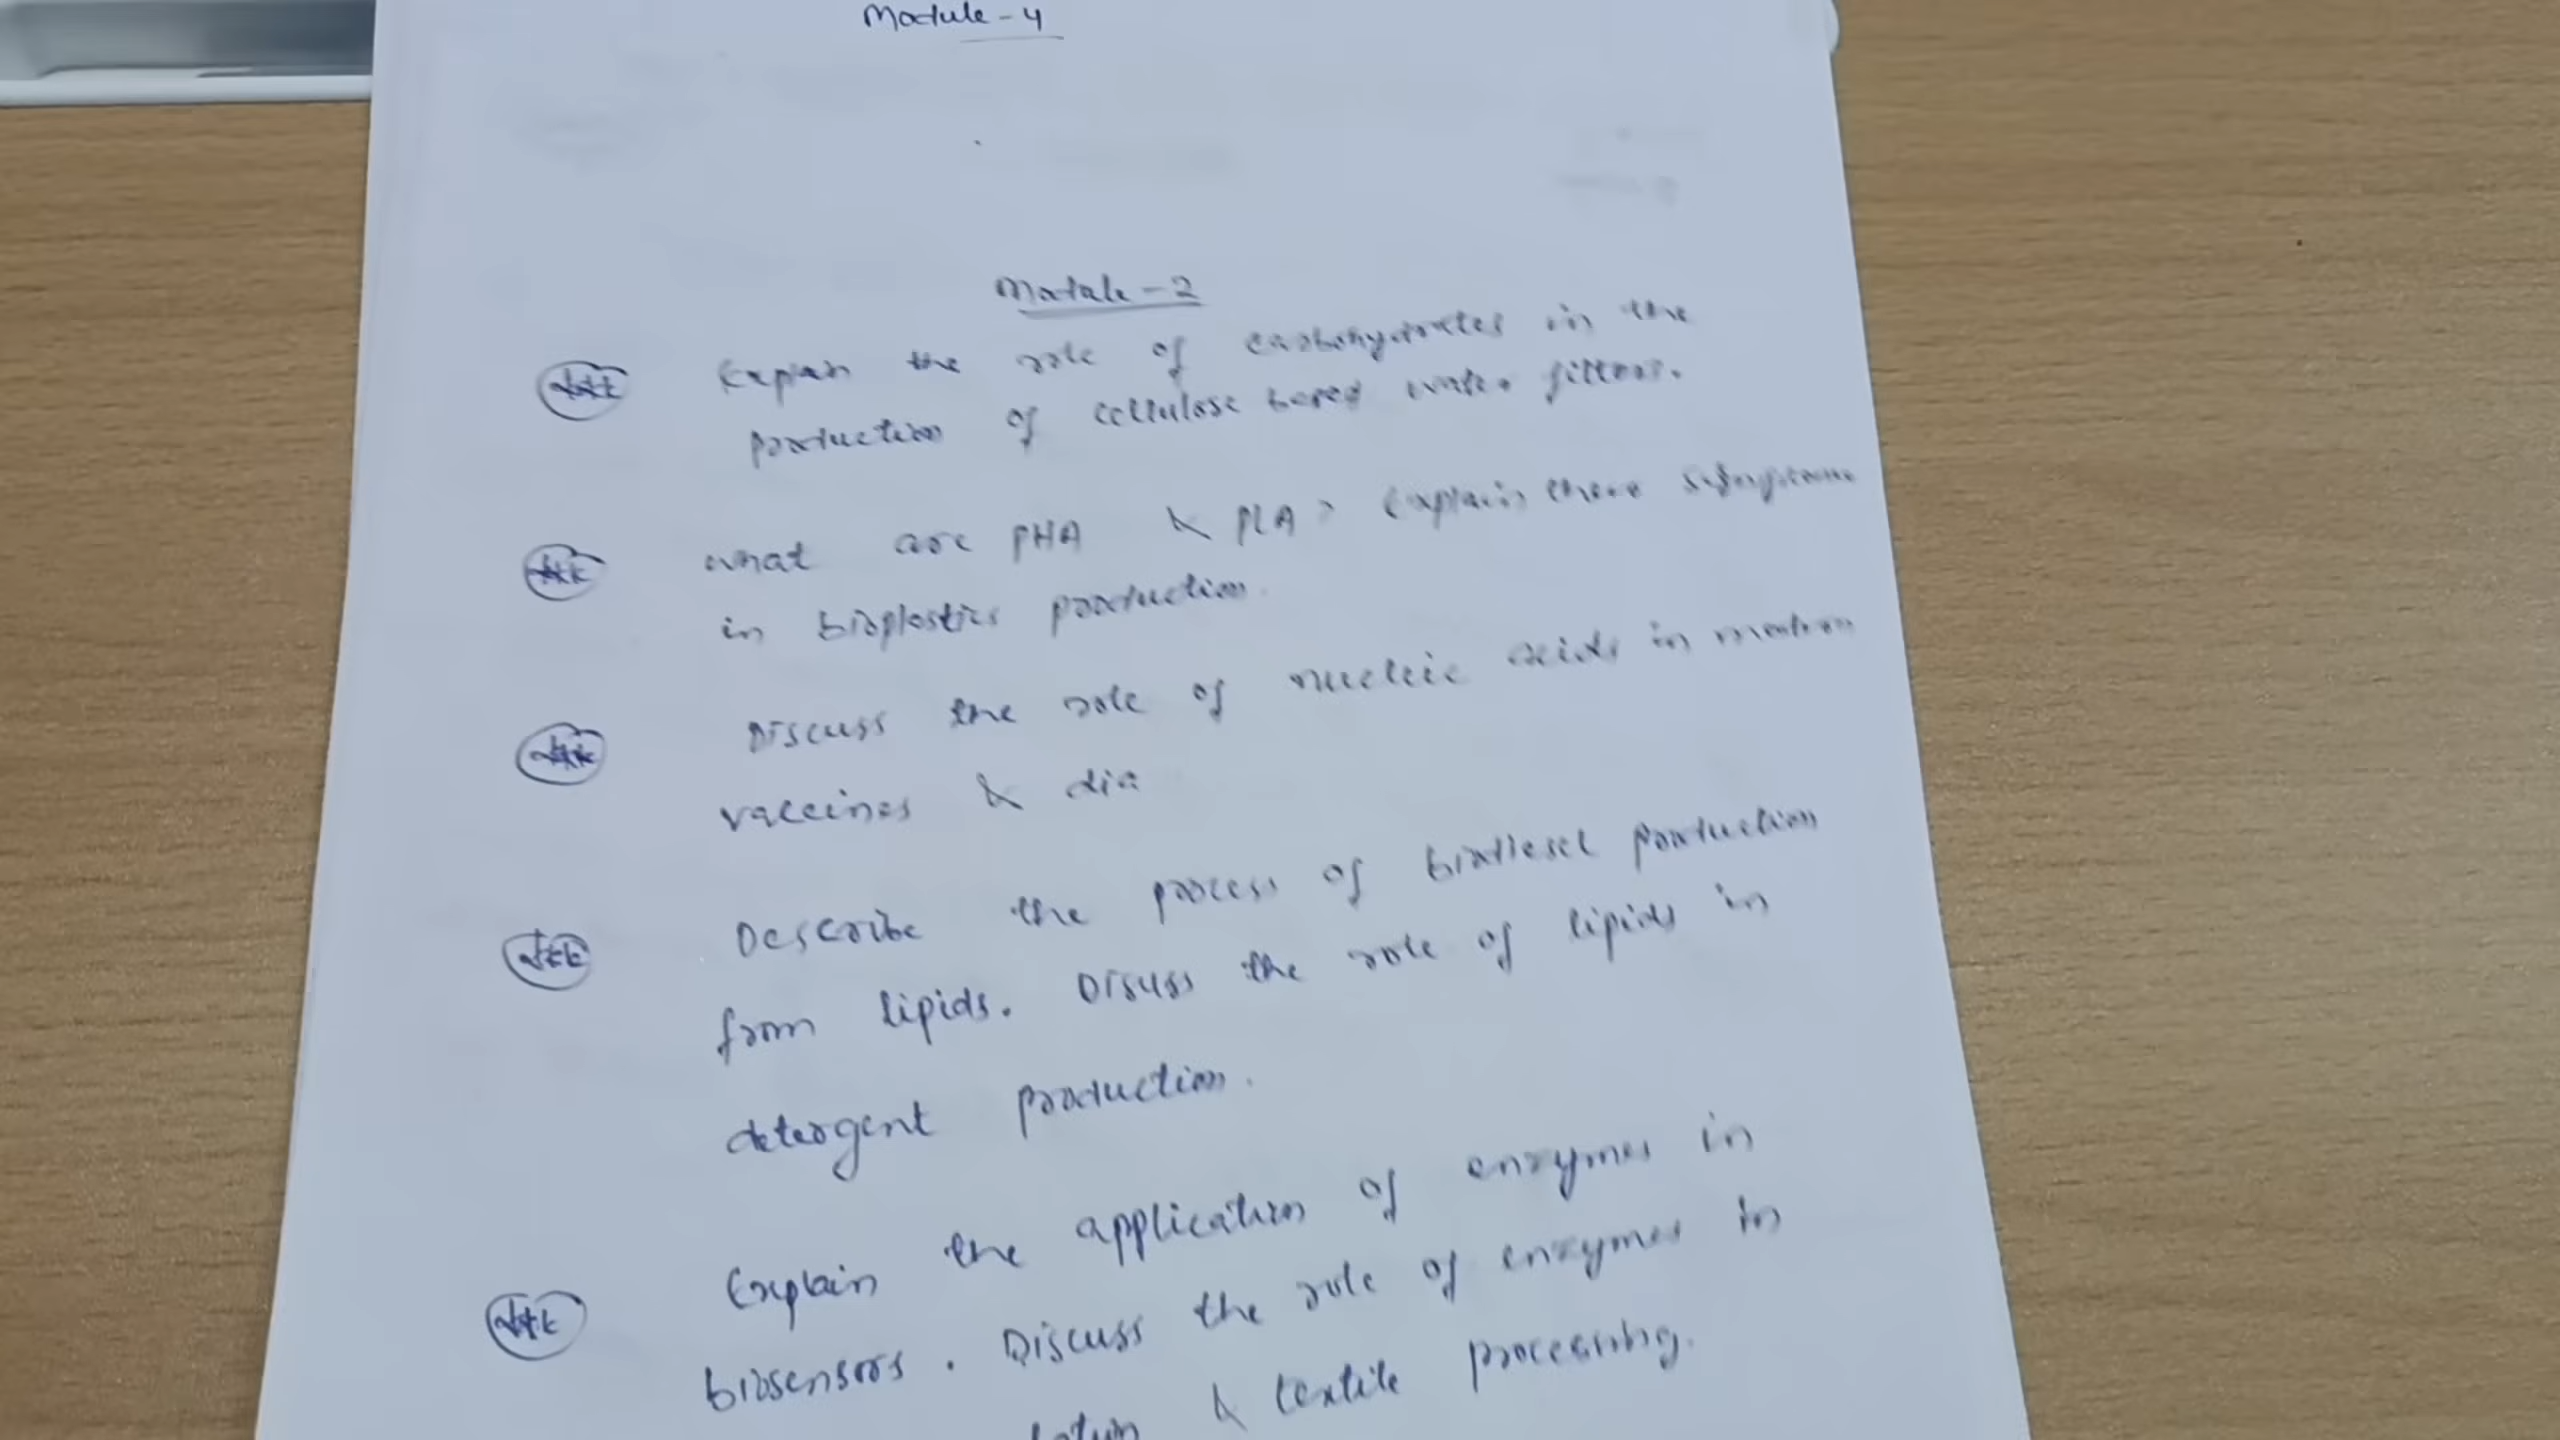 Module - 4
Module - 2
Explain the role of carbohydrates in the
production of cellulose based water filters.
what are PHA & PLA? Explain there
in bioplastics production.
Discuss the role of nucleic acids in modern
vaccines & dia
Describe the process of biodiesel production
from lipids. Discuss the role of lipids in
detergent production.
Explain the application of enzymes in
biosensors. Discuss the role of enzymes in
& textile processing.